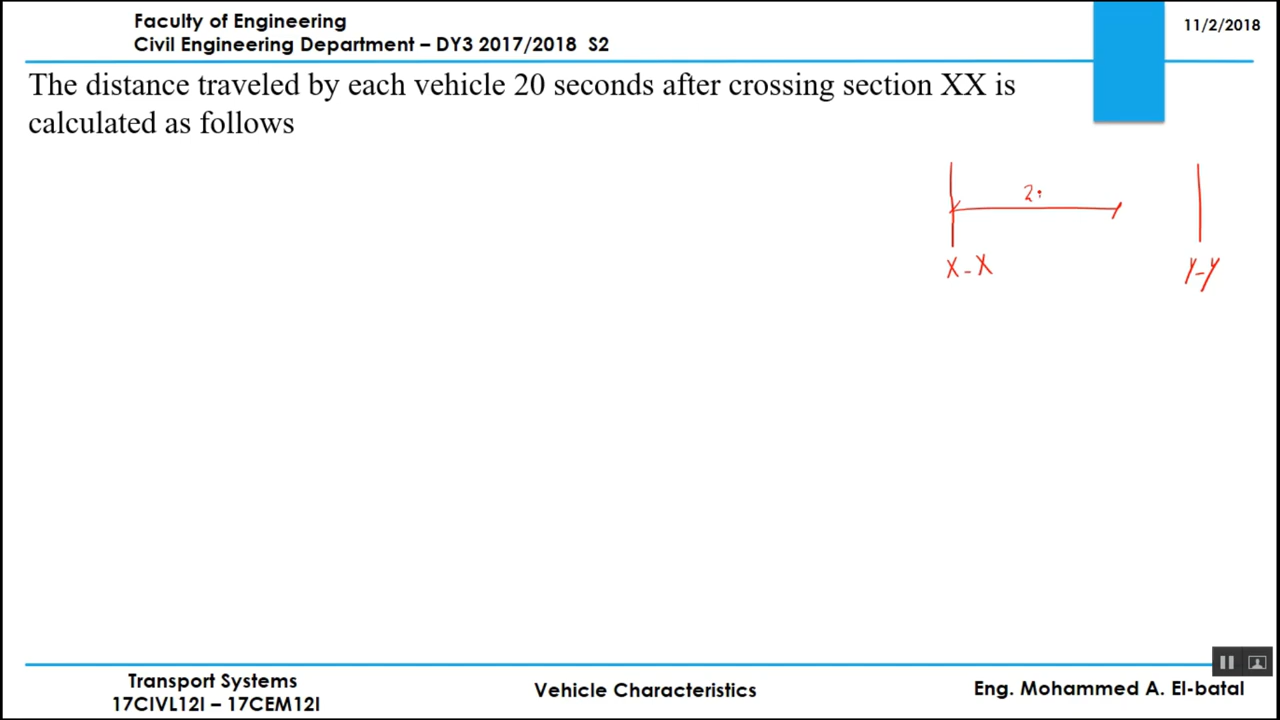 Faculty of Engineering
Civil Engineering Department – DY3 2017/2018 S2
11/2/2018
The distance traveled by each vehicle 20 seconds after crossing section XX is
calculated as follows
X-X
Y-Y
Transport Systems
17CIVL12I – 17CEM12I
Vehicle Characteristics
Eng. Mohammed A. El-batal